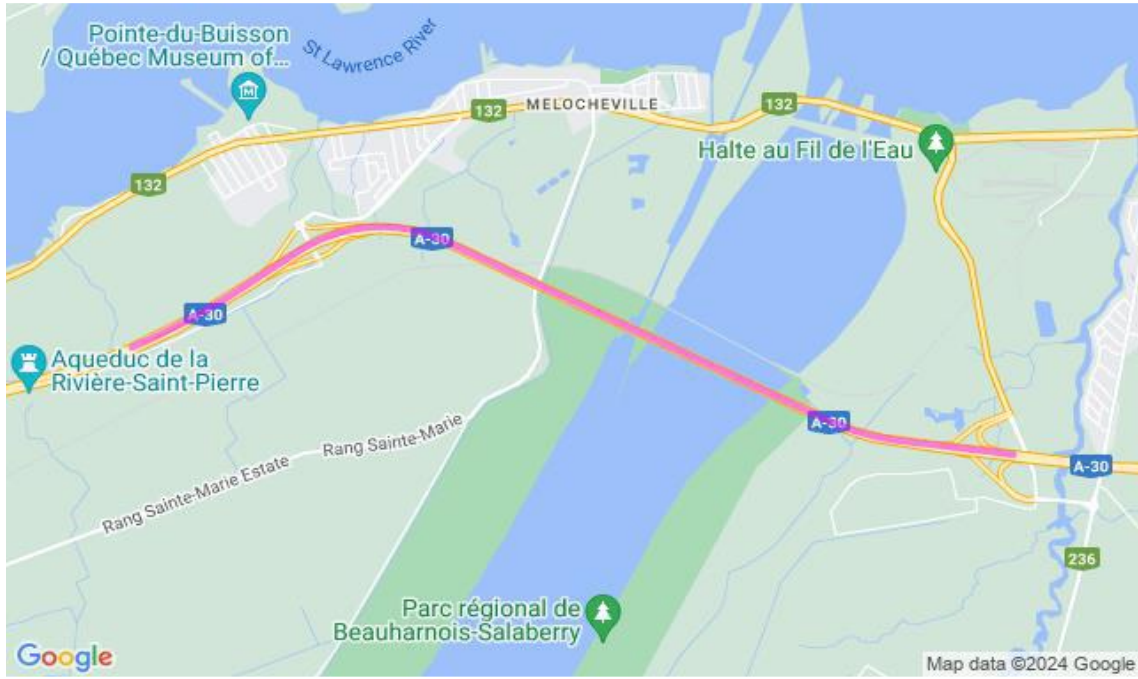 Pointe-du-Buisson
/ Québec Museum of...
St Lawrence River
132
MELOCHEVILLE
132
132
Halte au Fil de l'Eau
A-30
A-30
Aqueduc de la
Rivière-Saint-Pierre
A-30
Rang Sainte-Marie
A-30
Rang Sainte-Marie Estate
236
Parc régional de
Beauharnois-Salaberry
Google
Map data ©2024 Google